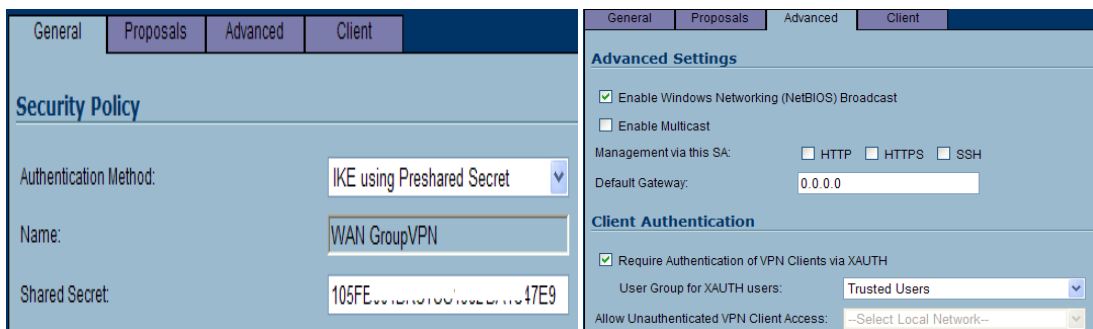 General Proposals Advanced Client
Security Policy
Authentication Method: IKE using Preshared Secret
Name: WAN GroupVPN
Shared Secret:
General Proposals Advanced Client
Advanced Settings
Enable Windows Networking (NetBIOS) Broadcast
Enable Multicast
Management via this SA: HTTP HTTPS SSH
Default Gateway: 0.0.0.0
Client Authentication
Require Authentication of VPN Clients via XAUTH
User Group for XAUTH users: Trusted Users
Allow Unauthenticated VPN Client Access: --Select Local Network--